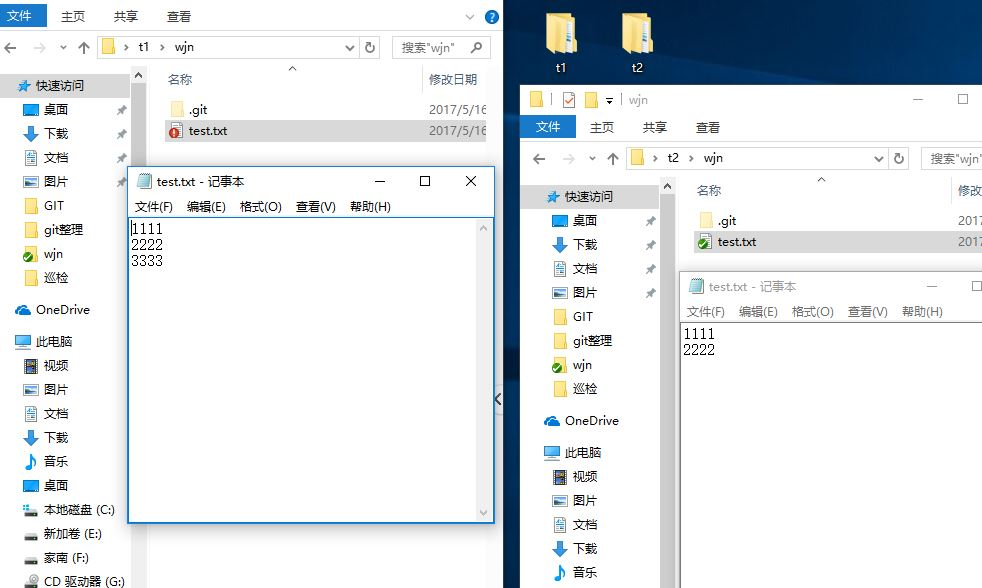 文件 主页 共享 查看
t1 wjn 搜索"wjn"
快速访问
桌面
下载
文档
图片
GIT
git整理
wjn
巡检
OneDrive
此电脑
视频
图片
文档
下载
音乐
桌面
本地磁盘 (C:)
新加卷 (E:)
家南 (F:)
CD 驱动器 (G:)
名称 修改日期
.git 2017/5/16
test.txt 2017/5/16
test.txt - 记事本
文件(F) 编辑(E) 格式(O) 查看(V) 帮助(H)
1111
2222
3333
t1 t2
wjn
文件 主页 共享 查看
t2 wjn 搜索"wjn"
快速访问
桌面
下载
文档
图片
GIT
git整理
wjn
巡检
OneDrive
此电脑
视频
图片
文档
下载
音乐
名称 修改
.git 2017
test.txt 2017
test.txt - 记事本
文件(F) 编辑(E) 格式(O) 查看(V) 帮助(H)
1111
2222